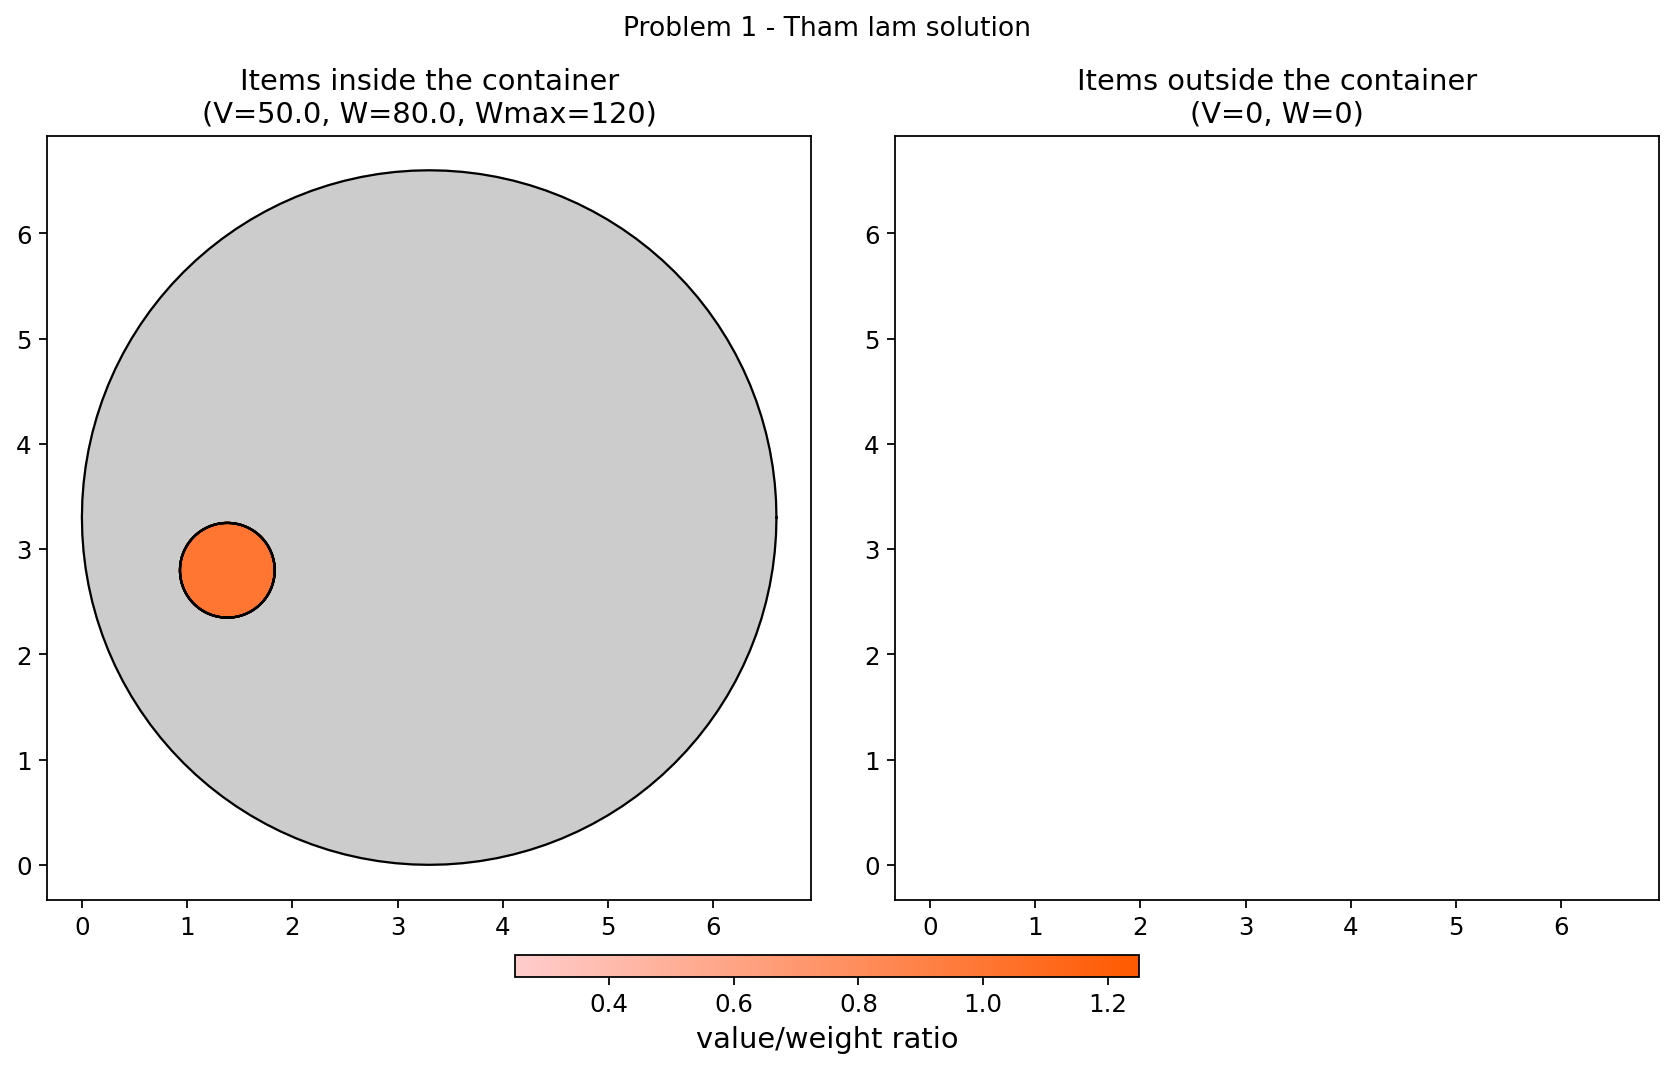 Problem 1 - Tham lam solution
Items inside the container
(V=50.0, W=80.0, Wmax=120)
Items outside the container
(V=0, W=0)
6
5
4
3
2
1
0
0 1 2 3 4 5 6
6
5
4
3
2
1
0
0 1 2 3 4 5 6
0.4 0.6 0.8 1.0 1.2
value/weight ratio